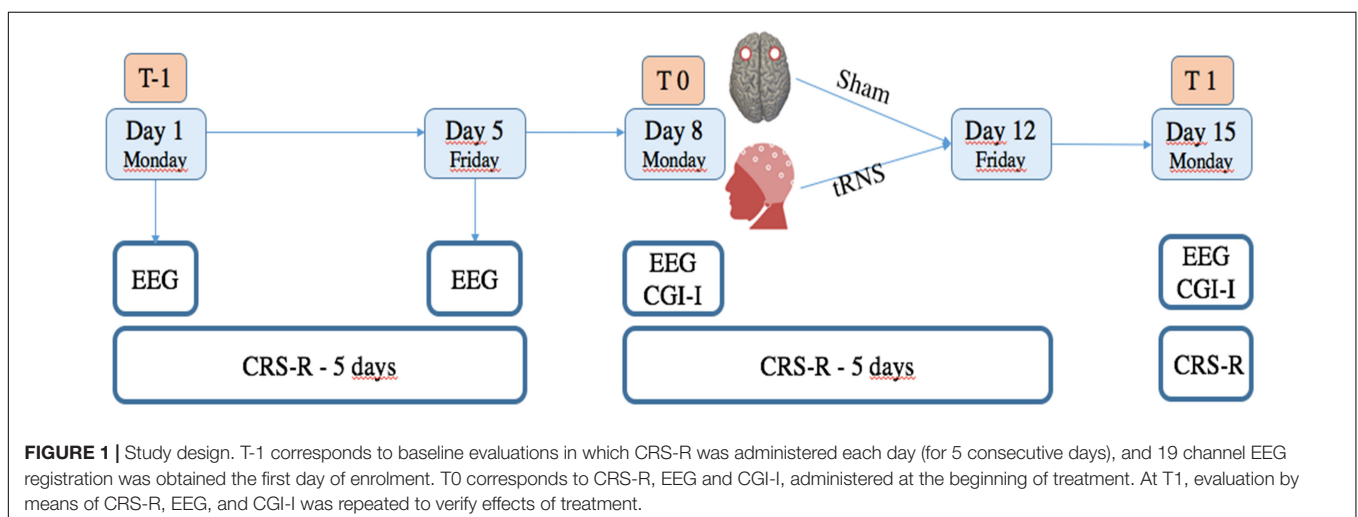 T-1
T 0
T 1
Day 1
Monday
Day 5
Friday
Day 8
Monday
Sham
tRNS
Day 12
Friday
Day 15
Monday
EEG
EEG
EEG
CGI-I
EEG
CGI-I
CRS-R - 5 days
CRS-R - 5 days
CRS-R
FIGURE 1 | Study design. T-1 corresponds to baseline evaluations in which CRS-R was administered each day (for 5 consecutive days), and 19 channel EEG
registration was obtained the first day of enrolment. T0 corresponds to CRS-R, EEG and CGI-I, administered at the beginning of treatment. At T1, evaluation by
means of CRS-R, EEG, and CGI-I was repeated to verify effects of treatment.